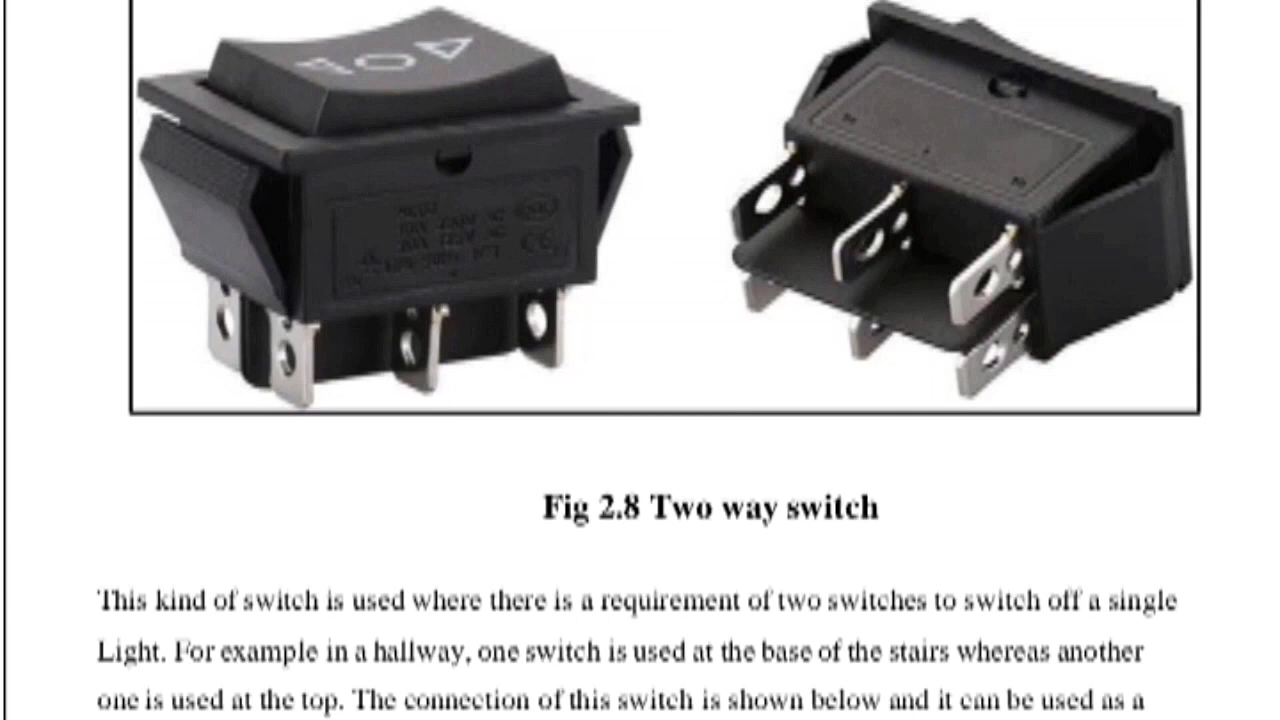 Fig 2.8 Two way switch
This kind of switch is used where there is a requirement of two switches to switch off a single
Light. For example in a hallway, one switch is used at the base of the stairs whereas another
one is used at the top. The connection of this switch is shown below and it can be used as a